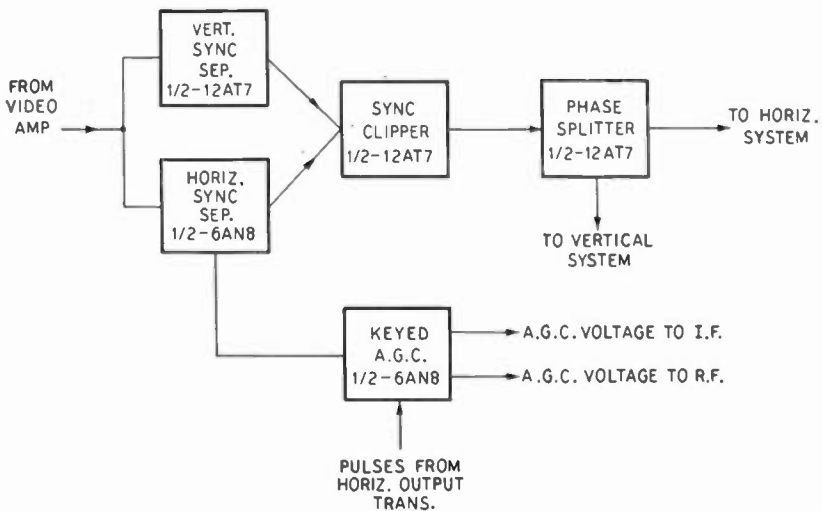 FROM
VIDEO
AMP
VERT.
SYNC
SEP.
1/2-12AT7
HORIZ.
SYNC
SEP.
1/2-6AN8
SYNC
CLIPPER
1/2-12AT7
PHASE
SPLITTER
1/2-12AT7
TO HORIZ.
SYSTEM
TO VERTICAL
SYSTEM
KEYED
A.G.C.
1/2-6AN8
A.G.C. VOLTAGE TO I.F.
A.G.C. VOLTAGE TO R.F.
PULSES FROM
HORIZ. OUTPUT
TRANS.